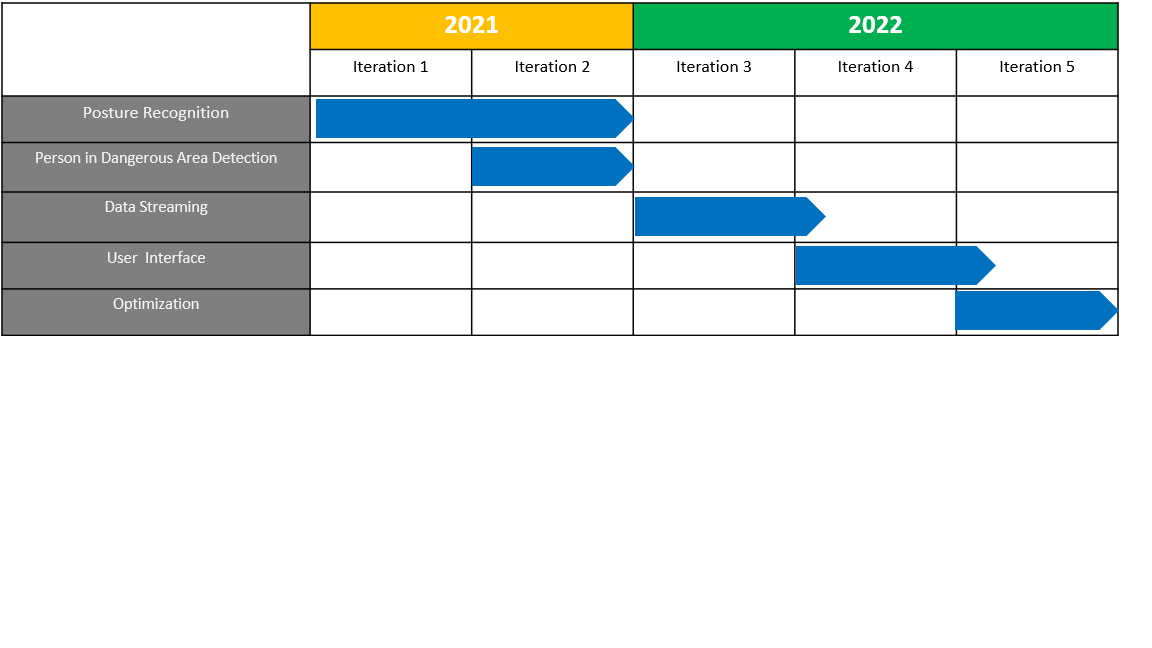 2021 2022
Iteration 1 Iteration 2 Iteration 3 Iteration 4 Iteration 5
Posture Recognition
Person in Dangerous Area Detection
Data Streaming
User  Interface
Optimization